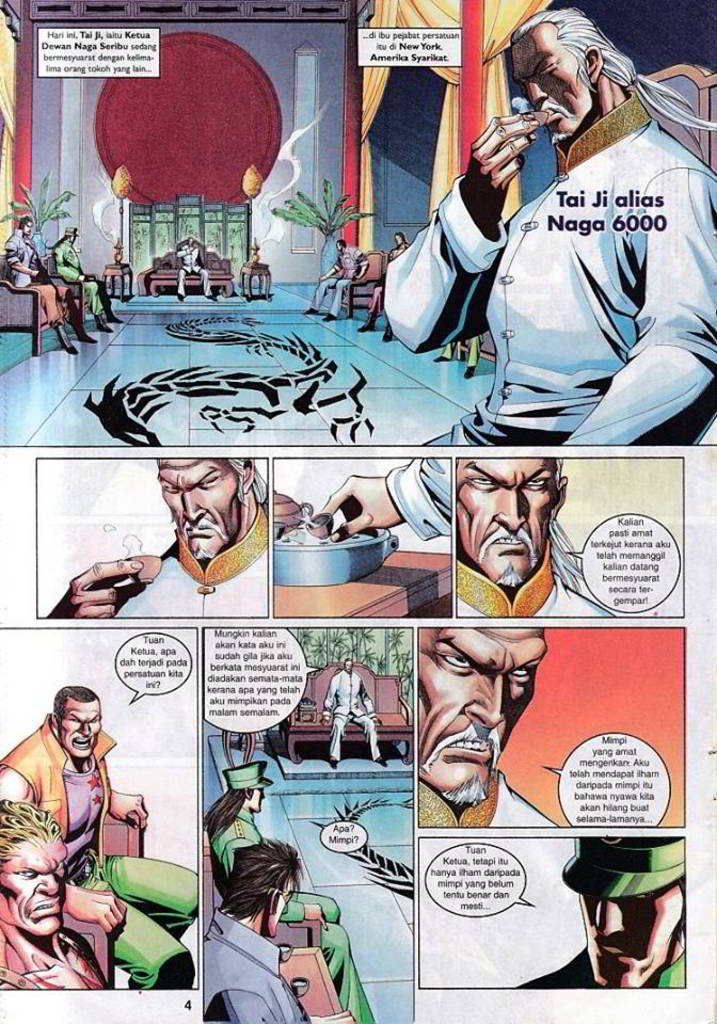 Hari ini, Tai Ji, iaitu Ketua
Dewan Naga Seribu sedang
bermesyuarat dengan kelima-
lima orang tokoh yang lain...
...di ibu pejabat persatuan
itu di New York,
Amerika Syarikat.
Tai Ji alias
Naga 6000
Kalian
pasti amat
terkejut kerana aku
telah memanggil
kalian datang
bermesyuarat
secara ter-
gempar!
Tuan
Ketua, apa
dah terjadi pada
persatuan kita
ini?
Mungkin kalian
akan kata aku ini
sudah gila jika aku
berkata mesyuarat ini
diadakan semata-mata
kerana apa yang telah
aku mimpikan pada
malam semalam.
Apa?
Mimpi?
Mimpi
yang amat
mengerikan! Aku
telah mendapat ilham
daripada mimpi itu
bahawa nyawa kita
akan hilang buat
selama-lamanya...
Tuan
Ketua, tetapi itu
hanya ilham daripada
mimpi yang belum
tentu benar dan
mesti...
4